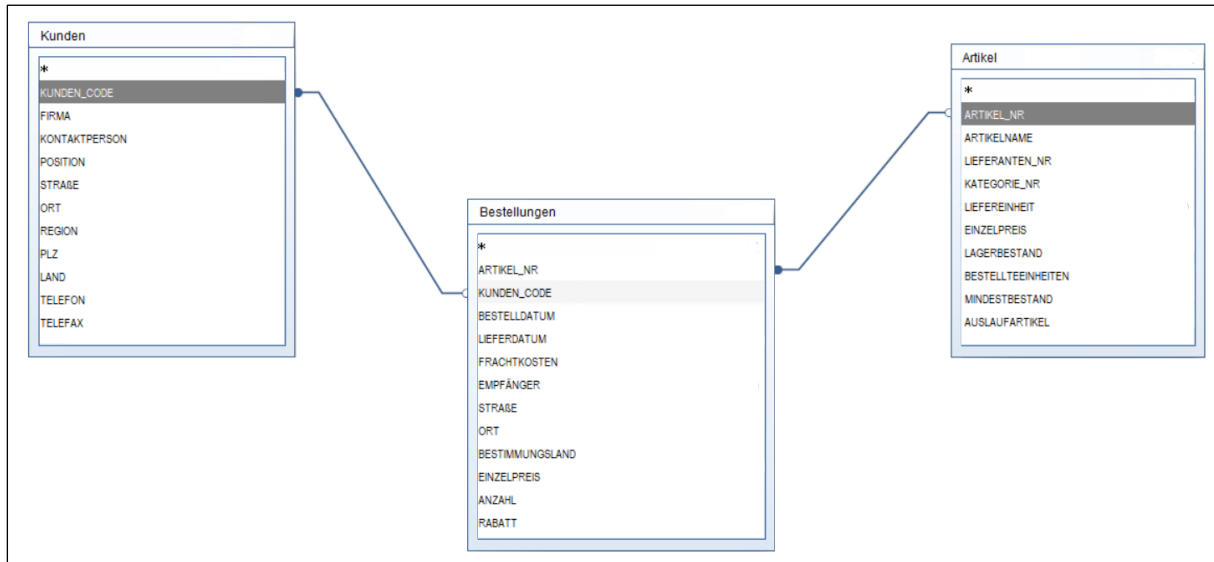 Kunden
*
KUNDEN_CODE
FIRMA
KONTAKTPERSON
POSITION
STRAßE
ORT
REGION
PLZ
LAND
TELEFON
TELEFAX
Bestellungen
*
ARTIKEL_NR
KUNDEN_CODE
BESTELLDATUM
LIEFERDATUM
FRACHTKOSTEN
EMPFÄNGER
STRAßE
ORT
BESTIMMUNGSLAND
EINZELPREIS
ANZAHL
RABATT
Artikel
*
ARTIKEL_NR
ARTIKELNAME
LIEFERANTEN_NR
KATEGORIE_NR
LIEFEREINHEIT
EINZELPREIS
LAGERBESTAND
BESTELLTEEINHEITEN
MINDESTBESTAND
AUSLAUFARTIKEL